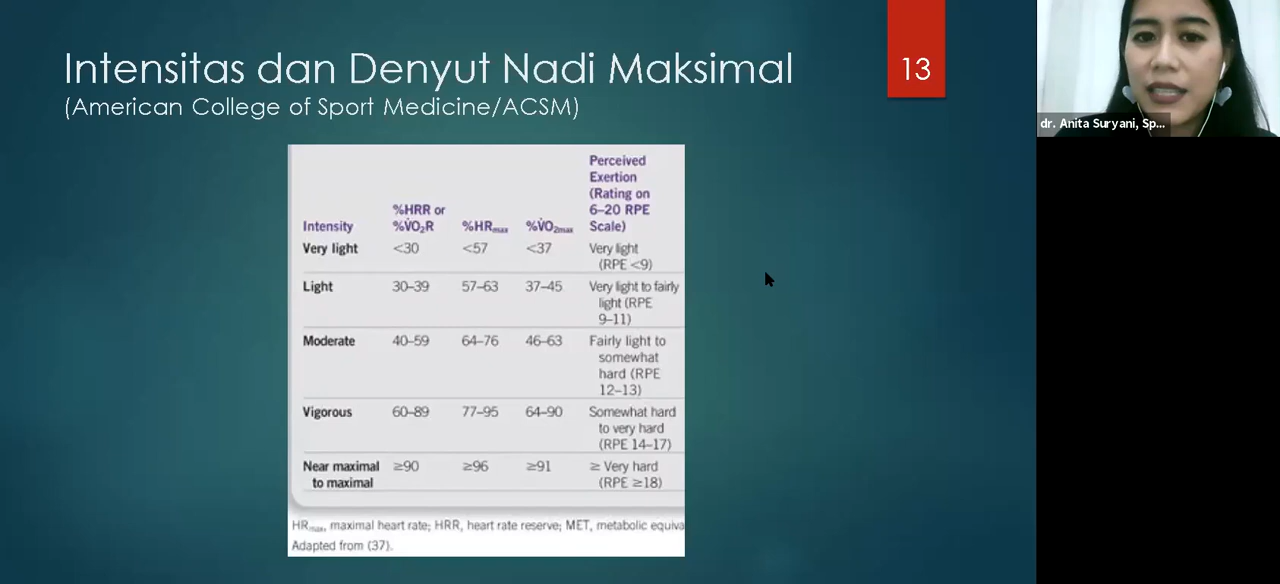 Intensitas dan Denyut Nadi Maksimal
(American College of Sport Medicine/ACSM)
13
dr. Anita Suryani, Sp...
Intensity %HRR or %V̇O₂R %HRmax %V̇O₂max Perceived Exertion (Rating on 6–20 RPE Scale)
Very light <30 <57 <37 Very light (RPE <9)
Light 30–39 57–63 37–45 Very light to fairly light (RPE 9–11)
Moderate 40–59 64–76 46–63 Fairly light to somewhat hard (RPE 12–13)
Vigorous 60–89 77–95 64–90 Somewhat hard to very hard (RPE 14–17)
Near maximal to maximal ≥90 ≥96 ≥91 ≥ Very hard (RPE ≥18)
HRmax, maximal heart rate; HRR, heart rate reserve; MET, metabolic equiva
Adapted from (37).